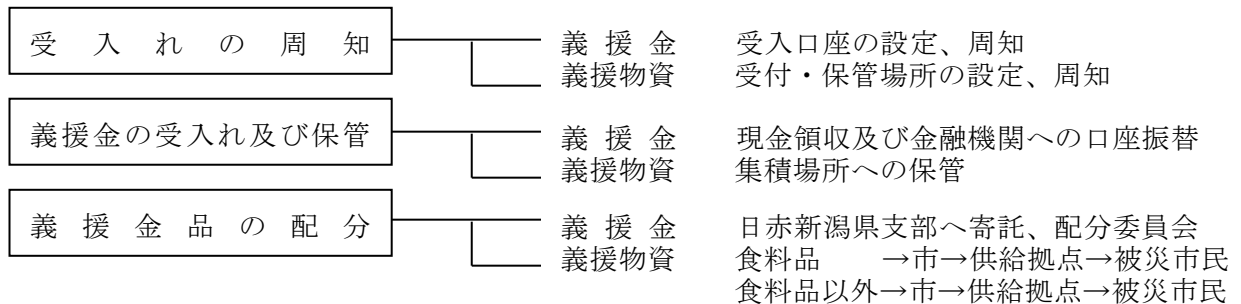 受入れの周知 義援金 受入口座の設定、周知
義援物資 受付・保管場所の設定、周知
義援金の受入れ及び保管 義援金 現金領収及び金融機関への口座振替
義援物資 集積場所への保管
義援金品の配分 義援金 日赤新潟県支部へ寄託、配分委員会
義援物資 食料品 →市→供給拠点→被災市民
食料品以外→市→供給拠点→被災市民